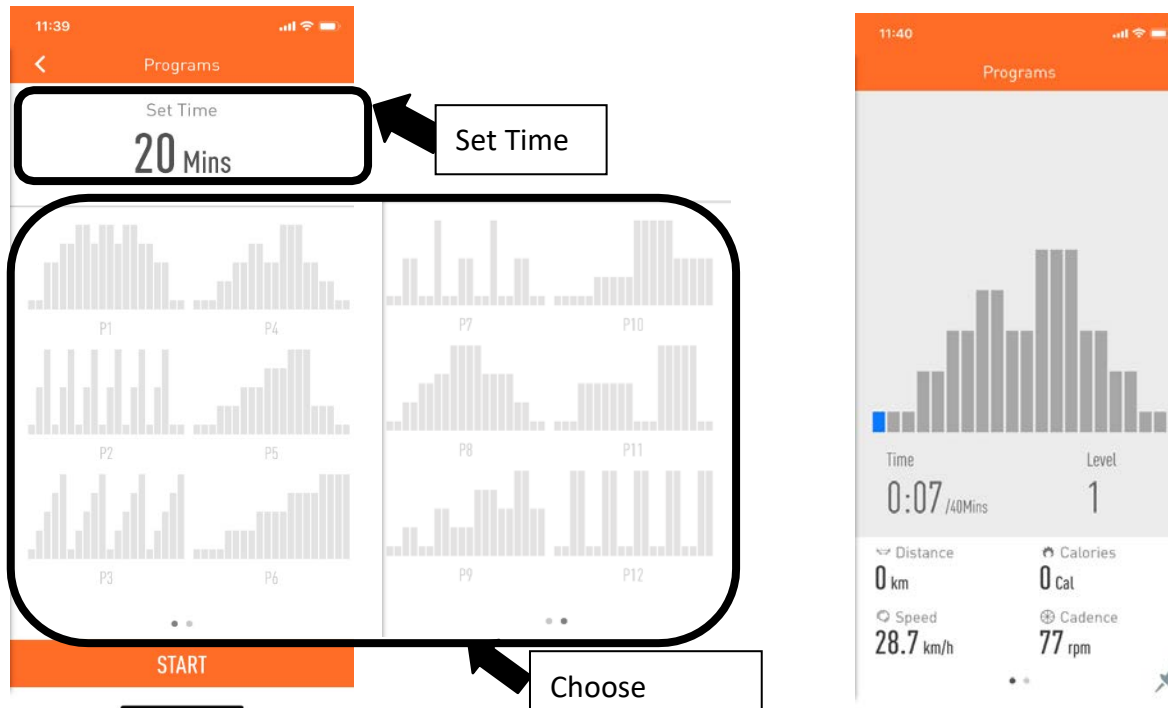 11:39
Programs
Set Time
20 Mins
Set Time
P1 P4 P7 P10
P2 P5 P8 P11
P3 P6 P9 P12
START
Choose
11:40
Programs
Time Level
0:07 /40Mins 1
Distance Calories
0 km 0 Cal
Speed Cadence
28.7 km/h 77 rpm